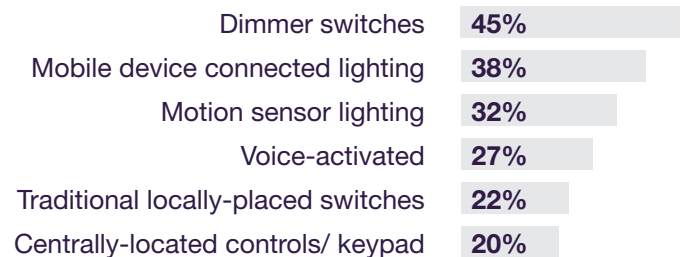 Dimmer switches 45%
Mobile device connected lighting 38%
Motion sensor lighting 32%
Voice-activated 27%
Traditional locally-placed switches 22%
Centrally-located controls/ keypad 20%